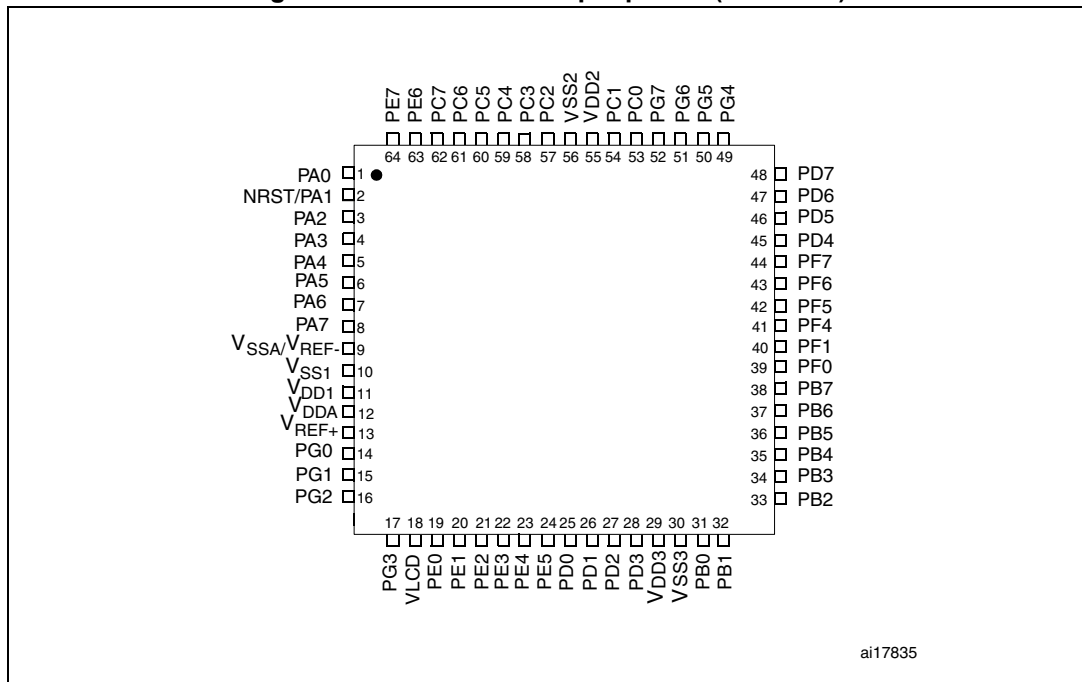 PE7
PE6
PC7
PC6
PC5
PC4
PC3
PC2
VSS2
VDD2
PC1
PC0
PG7
PG6
PG5
PG4
64 63 62 61 60 59 58 57 56 55 54 53 52 51 50 49
PA0 1
NRST/PA1 2
PA2 3
PA3 4
PA4 5
PA5 6
PA6 7
PA7 8
VSSA/VREF- 9
VSS1 10
VDD1 11
VDDA 12
VREF+ 13
PG0 14
PG1 15
PG2 16
48 PD7
47 PD6
46 PD5
45 PD4
44 PF7
43 PF6
42 PF5
41 PF4
40 PF1
39 PF0
38 PB7
37 PB6
36 PB5
35 PB4
34 PB3
33 PB2
17 18 19 20 21 22 23 24 25 26 27 28 29 30 31 32
PG3
VLCD
PE0
PE1
PE2
PE3
PE4
PE5
PD0
PD1
PD2
PD3
VDD3
VSS3
PB0
PB1
ai17835